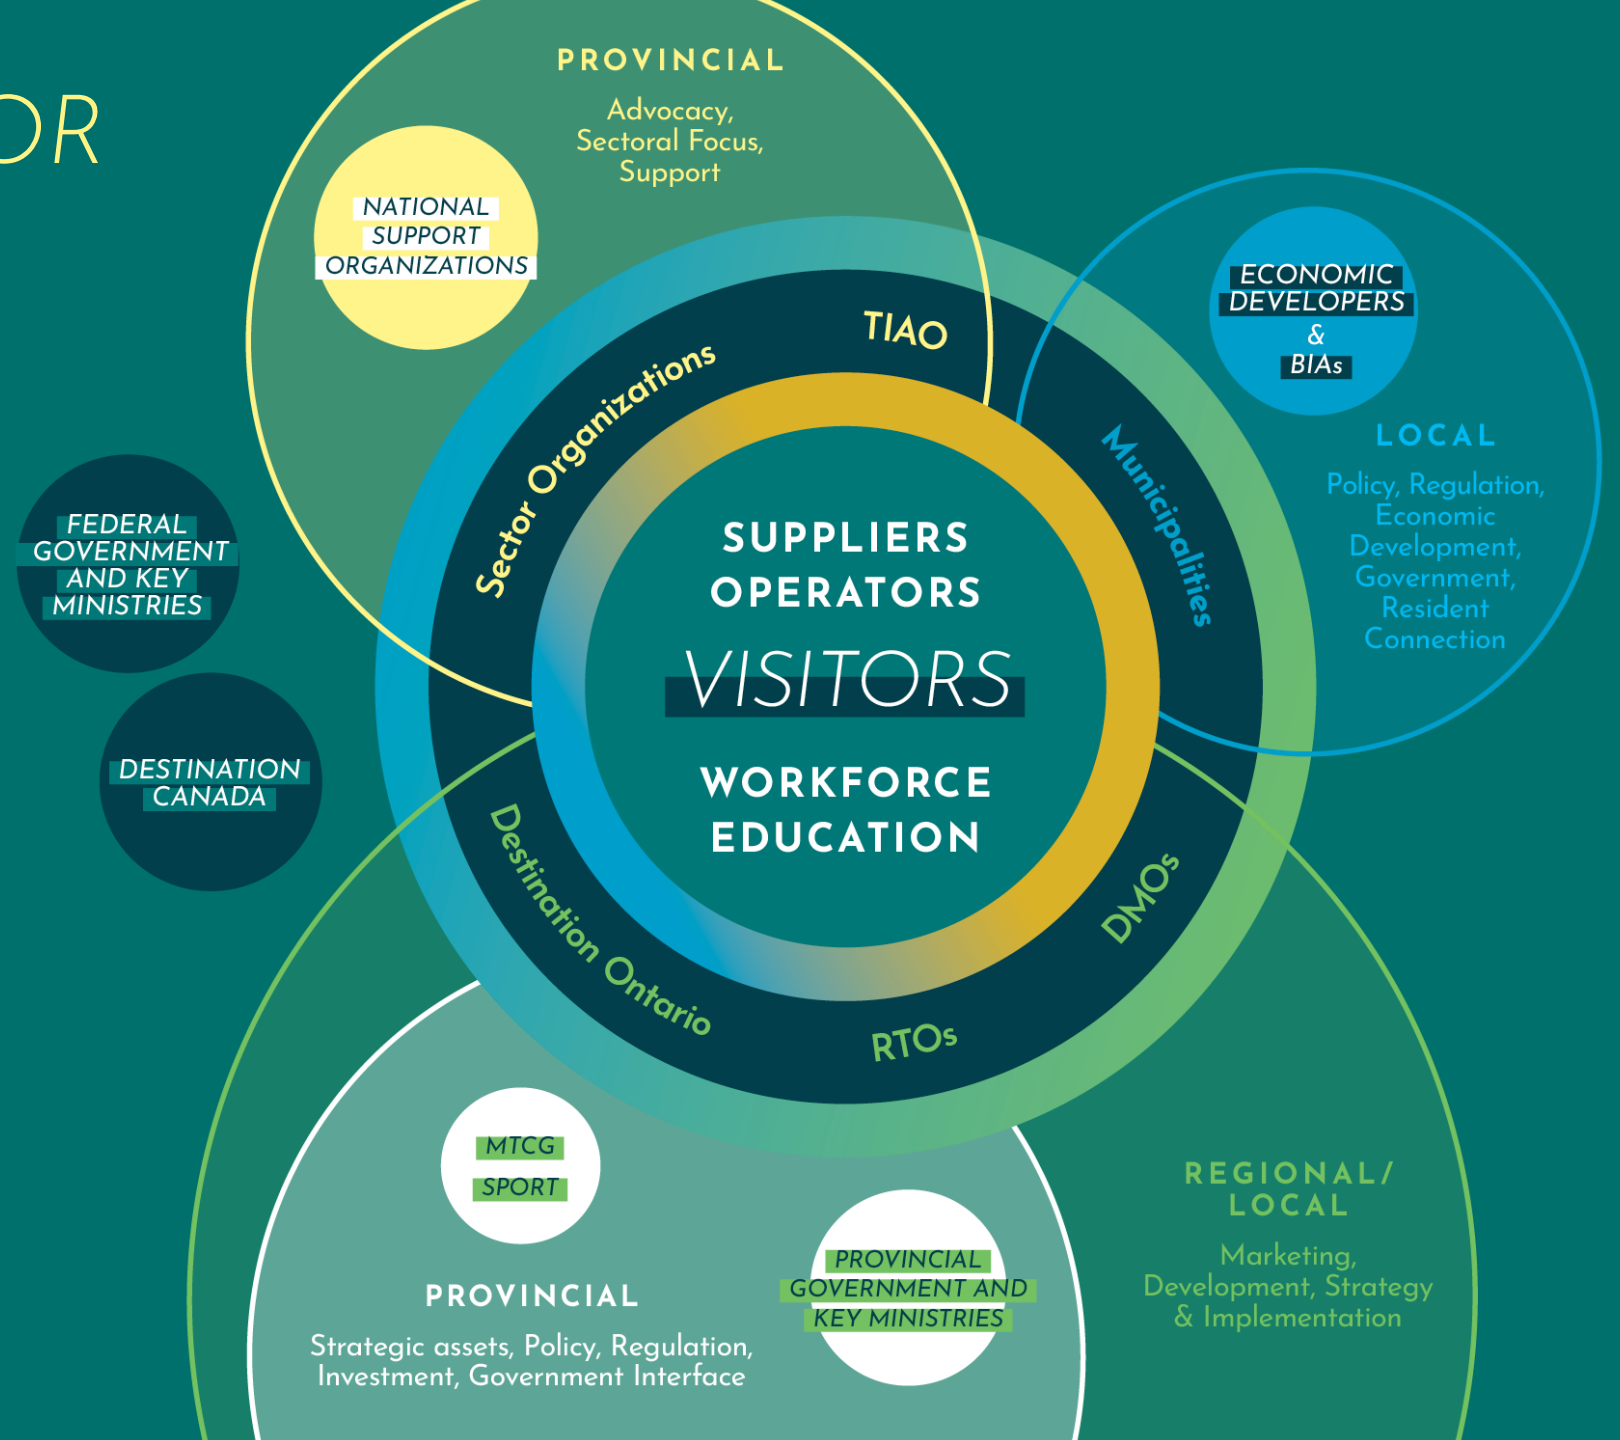 OR
PROVINCIAL
Advocacy,
Sectoral Focus,
Support
NATIONAL
SUPPORT
ORGANIZATIONS
TIAO
Sector Organizations
ECONOMIC
DEVELOPERS
&
BIAs
LOCAL
Policy, Regulation,
Economic
Development,
Government,
Resident
Connection
Municipalities
FEDERAL
GOVERNMENT
AND KEY
MINISTRIES
DESTINATION
CANADA
SUPPLIERS
OPERATORS
VISITORS
WORKFORCE
EDUCATION
Destination Ontario
RTOs
DMOs
MTCG
SPORT
PROVINCIAL
Strategic assets, Policy, Regulation,
Investment, Government Interface
PROVINCIAL
GOVERNMENT AND
KEY MINISTRIES
REGIONAL/
LOCAL
Marketing,
Development, Strategy
& Implementation